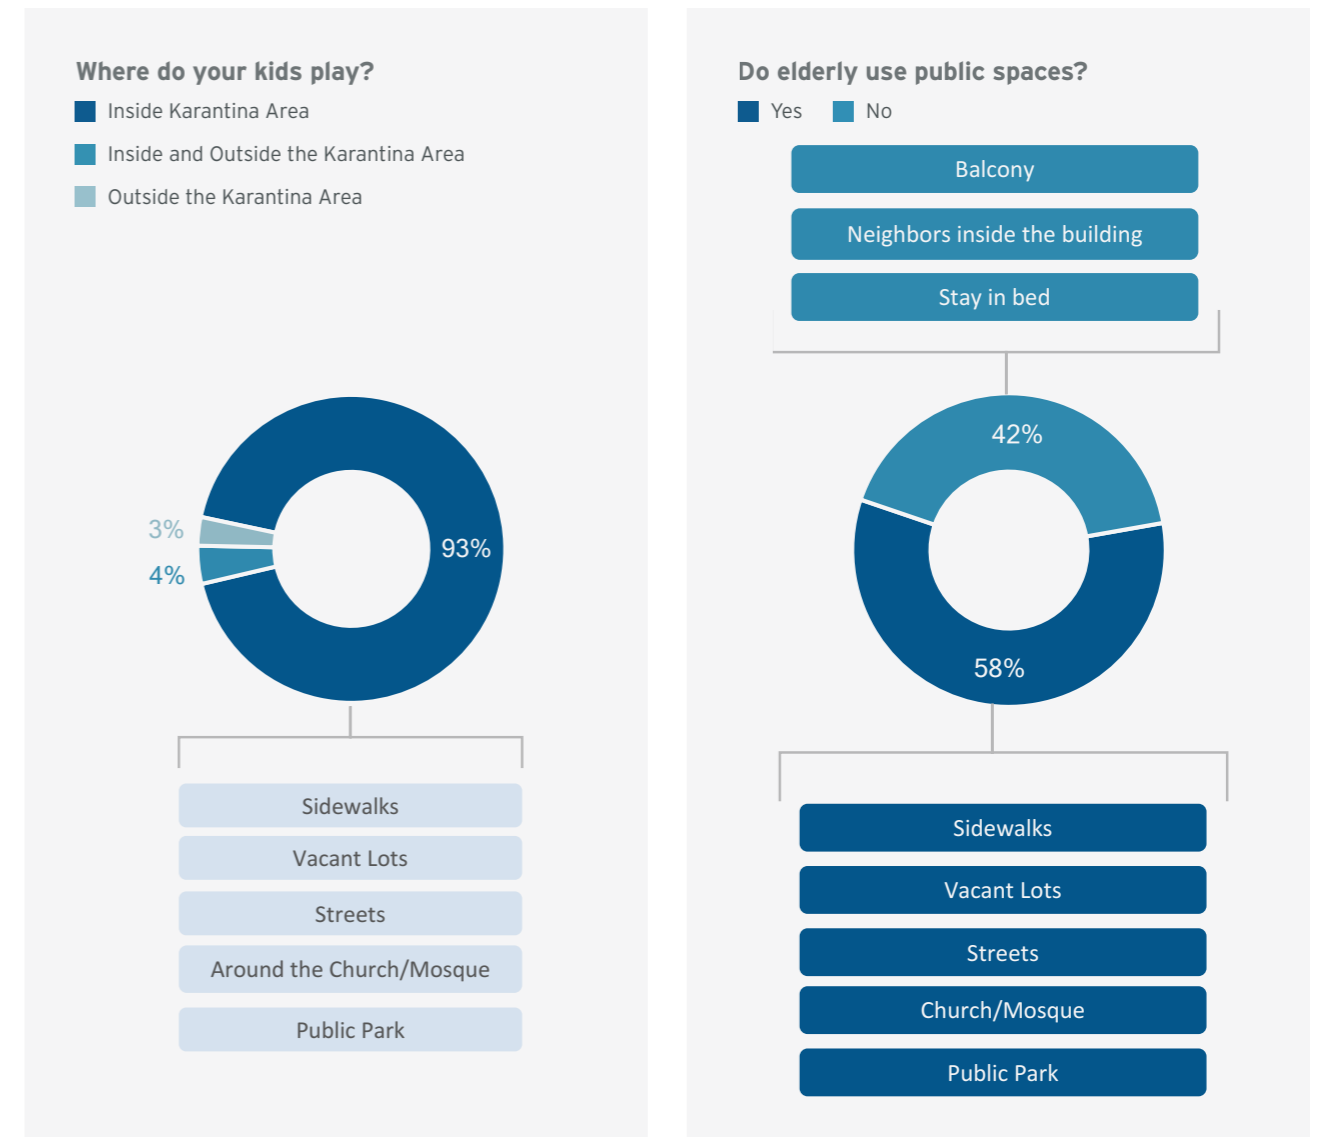 Where do your kids play?
Inside Karantina Area
Inside and Outside the Karantina Area
Outside the Karantina Area
3%
93%
4%
Sidewalks
Vacant Lots
Streets
Around the Church/Mosque
Public Park
Do elderly use public spaces?
Yes No
Balcony
Neighbors inside the building
Stay in bed
42%
58%
Sidewalks
Vacant Lots
Streets
Church/Mosque
Public Park